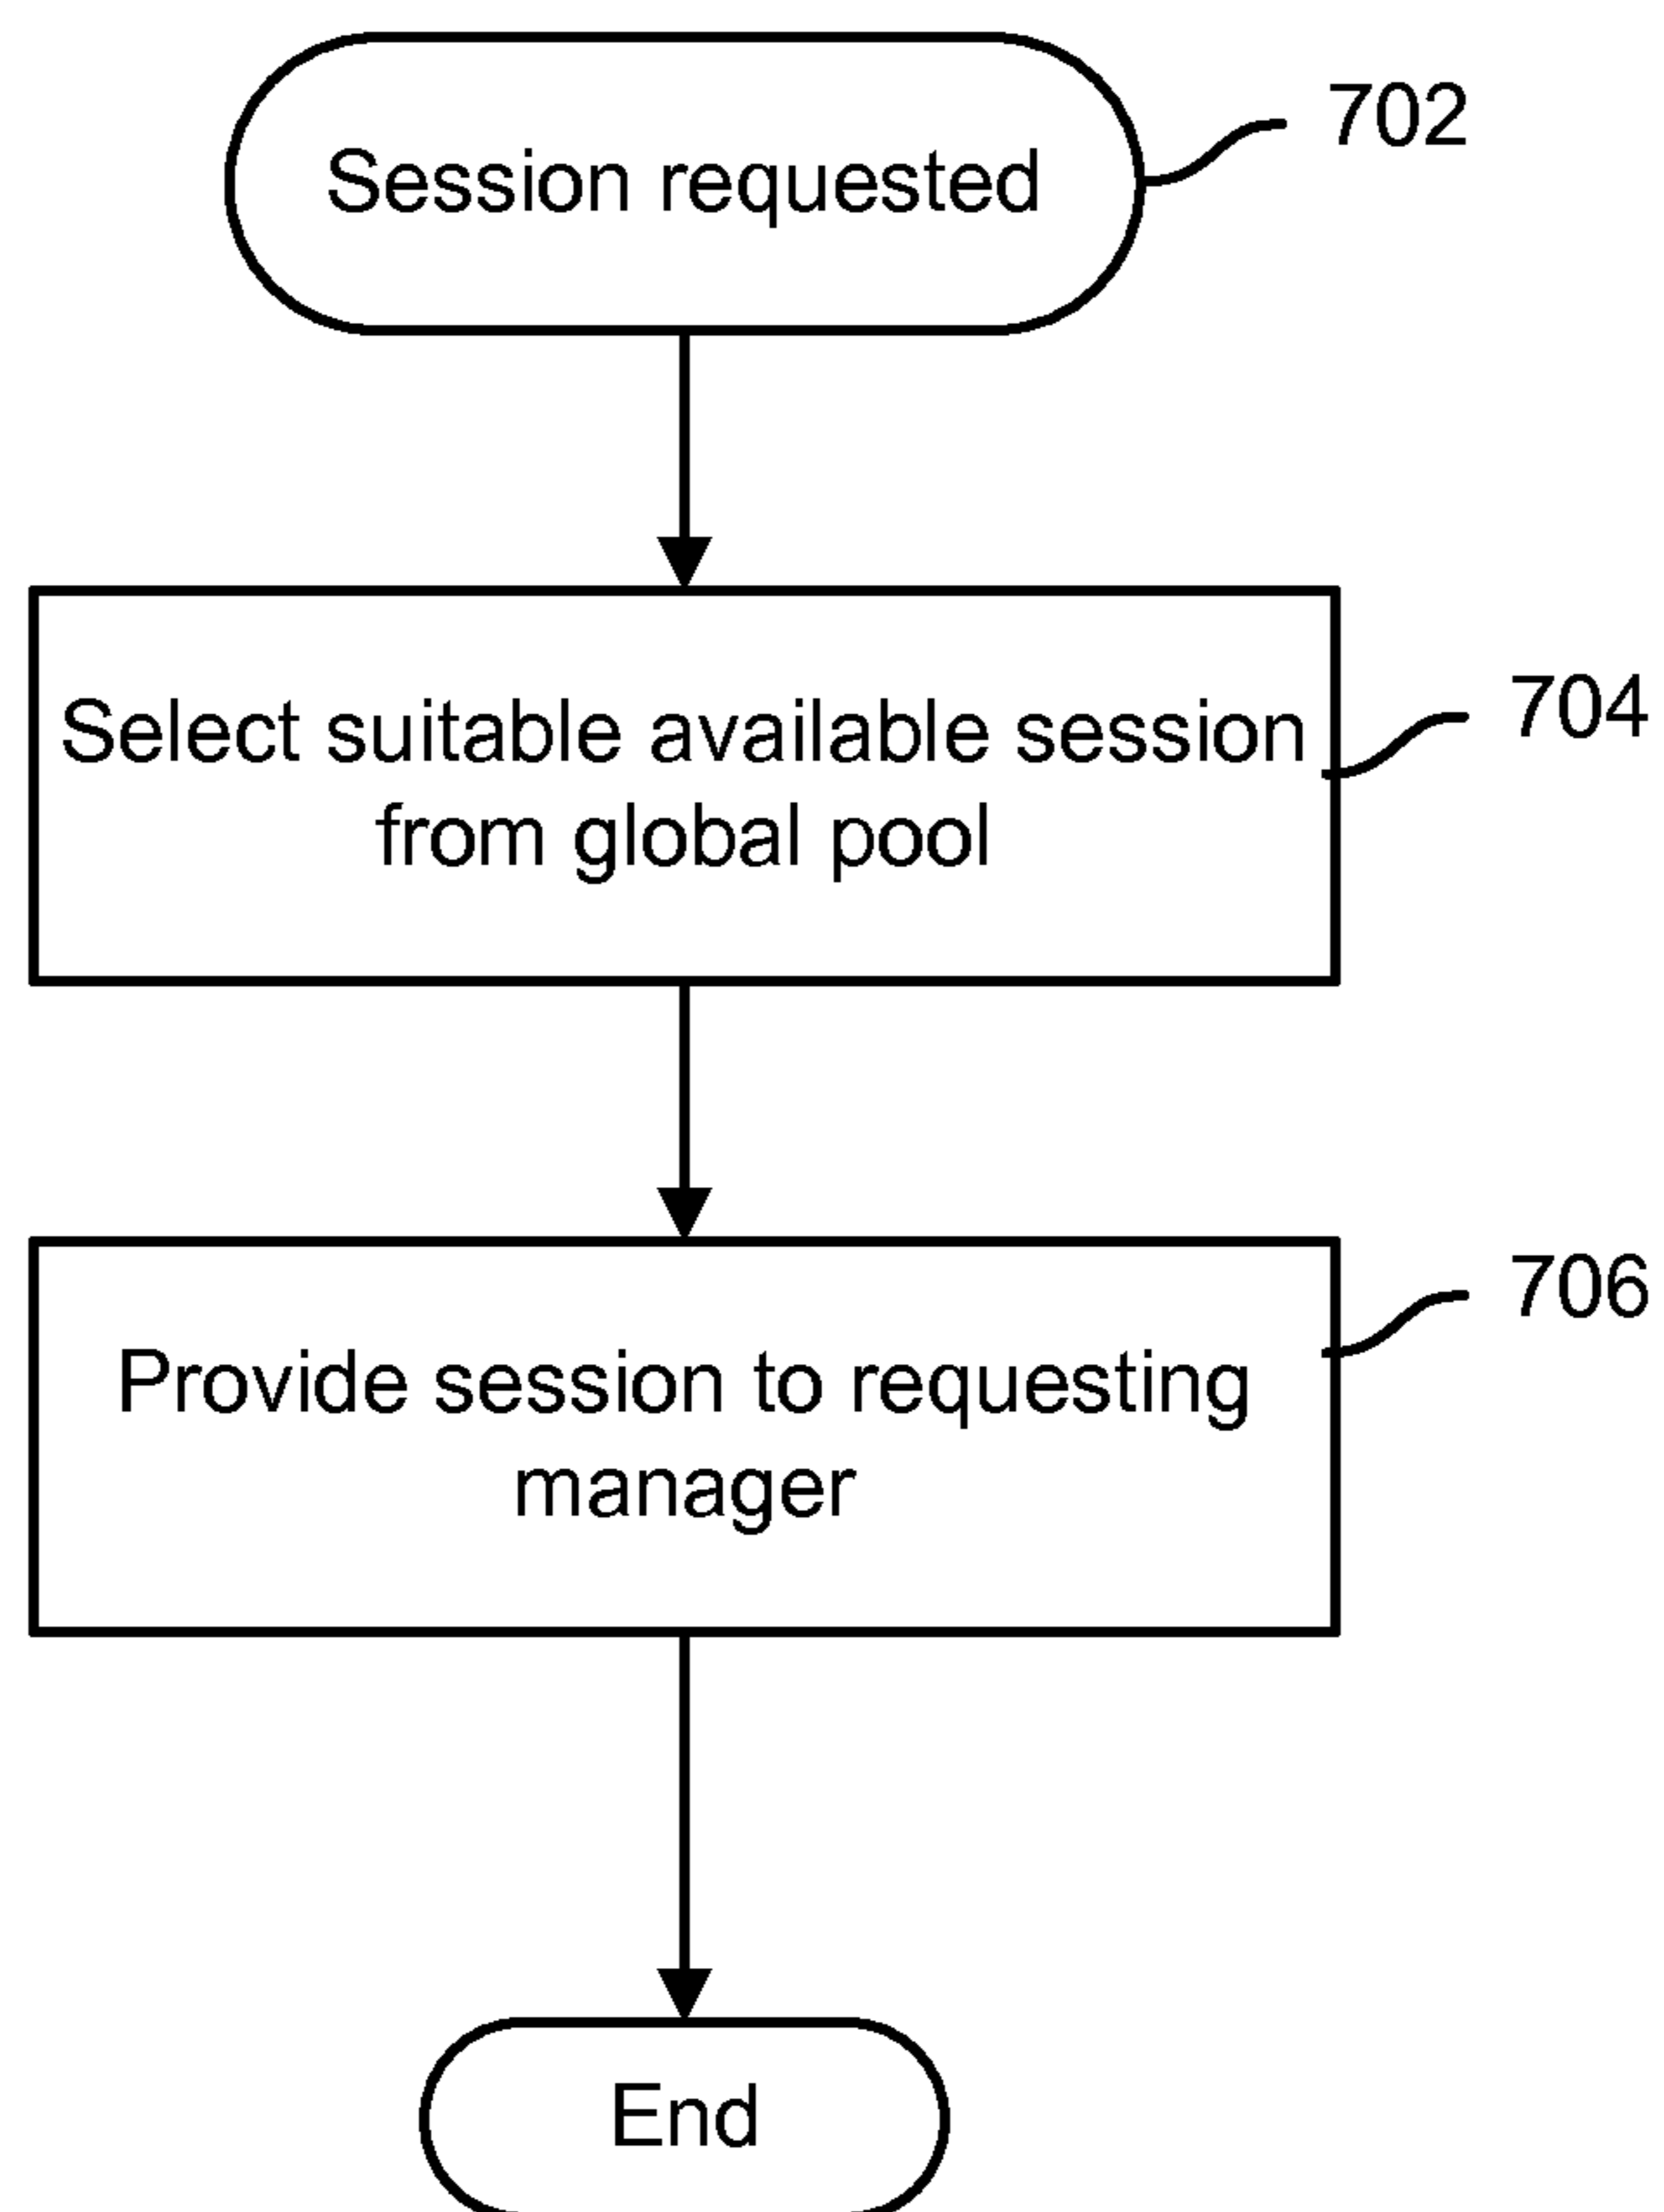 Session requested
702
Select suitable available session
from global pool
704
Provide session to requesting
manager
706
End